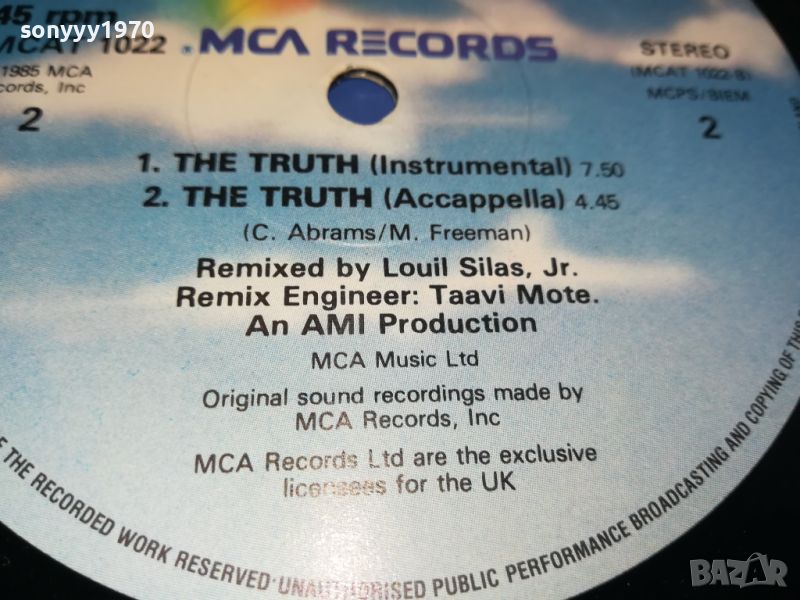 sonyyy1970
45 rpm
MCAT 1022
MCA RECORDS
STEREO
1985 MCA
(MCAT 1022-B)
MCPS/BIEM
2
2
1. THE TRUTH (Instrumental) 7.50
2. THE TRUTH (Accappella) 4.45
(C. Abrams/M. Freeman)
Remixed by Louil Silas, Jr.
Remix Engineer: Taavi Mote.
An AMI Production
MCA Music Ltd
Original sound recordings made by
MCA Records, Inc
MCA Records Ltd are the exclusive
licensees for the UK
THE RECORDED WORK RESERVED·UNAUTHORISED PUBLIC PERFORMANCE BROADCASTING AND COPYING OF THIS
BAZAR